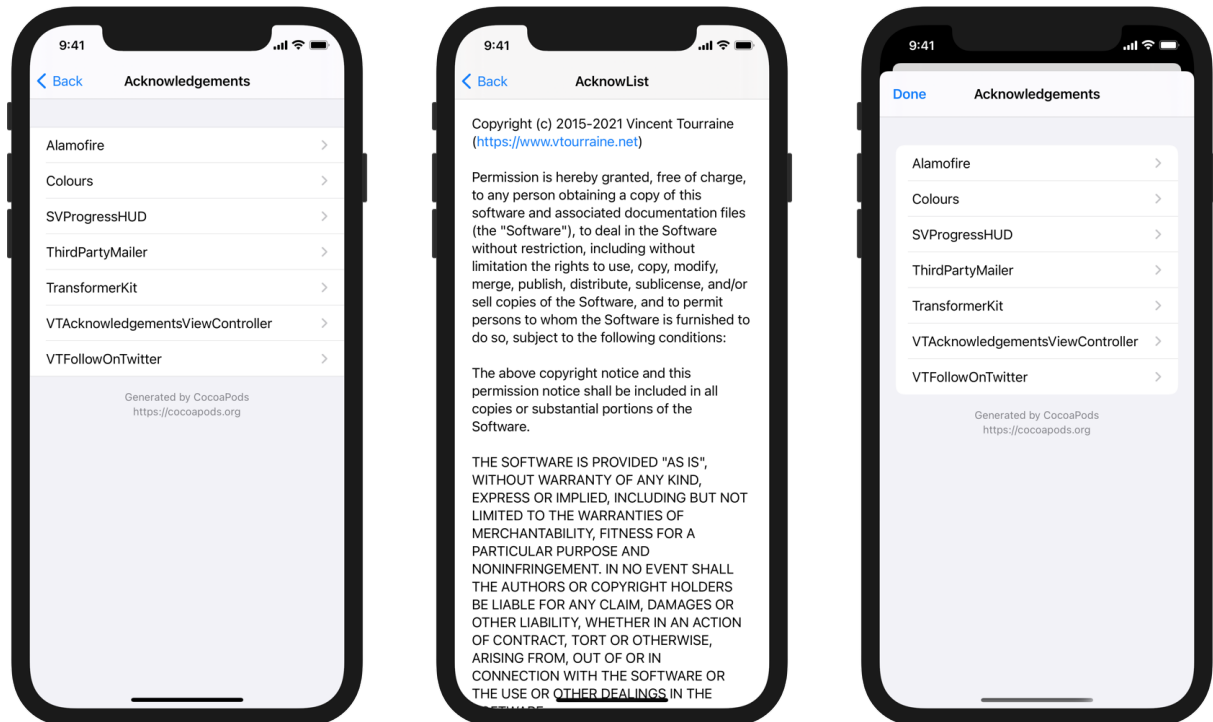 9:41
Back Acknowledgements
Alamofire
Colours
SVProgressHUD
ThirdPartyMailer
TransformerKit
VTAcknowledgementsViewController
VTFollowOnTwitter
Generated by CocoaPods
https://cocoapods.org
9:41
Back AcknowList
Copyright (c) 2015-2021 Vincent Tourraine
(https://www.vtourraine.net)
Permission is hereby granted, free of charge,
to any person obtaining a copy of this
software and associated documentation files
(the "Software"), to deal in the Software
without restriction, including without
limitation the rights to use, copy, modify,
merge, publish, distribute, sublicense, and/or
sell copies of the Software, and to permit
persons to whom the Software is furnished to
do so, subject to the following conditions:
The above copyright notice and this
permission notice shall be included in all
copies or substantial portions of the
Software.
THE SOFTWARE IS PROVIDED "AS IS",
WITHOUT WARRANTY OF ANY KIND,
EXPRESS OR IMPLIED, INCLUDING BUT NOT
LIMITED TO THE WARRANTIES OF
MERCHANTABILITY, FITNESS FOR A
PARTICULAR PURPOSE AND
NONINFRINGEMENT. IN NO EVENT SHALL
THE AUTHORS OR COPYRIGHT HOLDERS
BE LIABLE FOR ANY CLAIM, DAMAGES OR
OTHER LIABILITY, WHETHER IN AN ACTION
OF CONTRACT, TORT OR OTHERWISE,
ARISING FROM, OUT OF OR IN
CONNECTION WITH THE SOFTWARE OR
THE USE OR OTHER DEALINGS IN THE
9:41
Done Acknowledgements
Alamofire
Colours
SVProgressHUD
ThirdPartyMailer
TransformerKit
VTAcknowledgementsViewController
VTFollowOnTwitter
Generated by CocoaPods
https://cocoapods.org